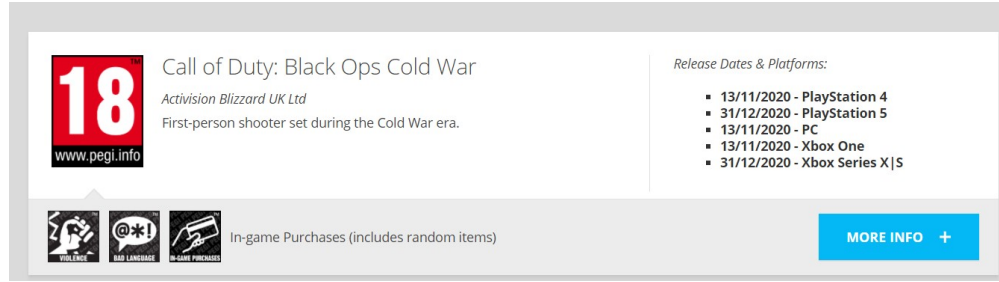 18
TM
www.pegi.info
Call of Duty: Black Ops Cold War
Activision Blizzard UK Ltd
First-person shooter set during the Cold War era.
Release Dates & Platforms:
13/11/2020 - PlayStation 4
31/12/2020 - PlayStation 5
13/11/2020 - PC
13/11/2020 - Xbox One
31/12/2020 - Xbox Series X|S
VIOLENCE
@*!
BAD LANGUAGE
IN-GAME PURCHASES
In-game Purchases (includes random items)
MORE INFO +